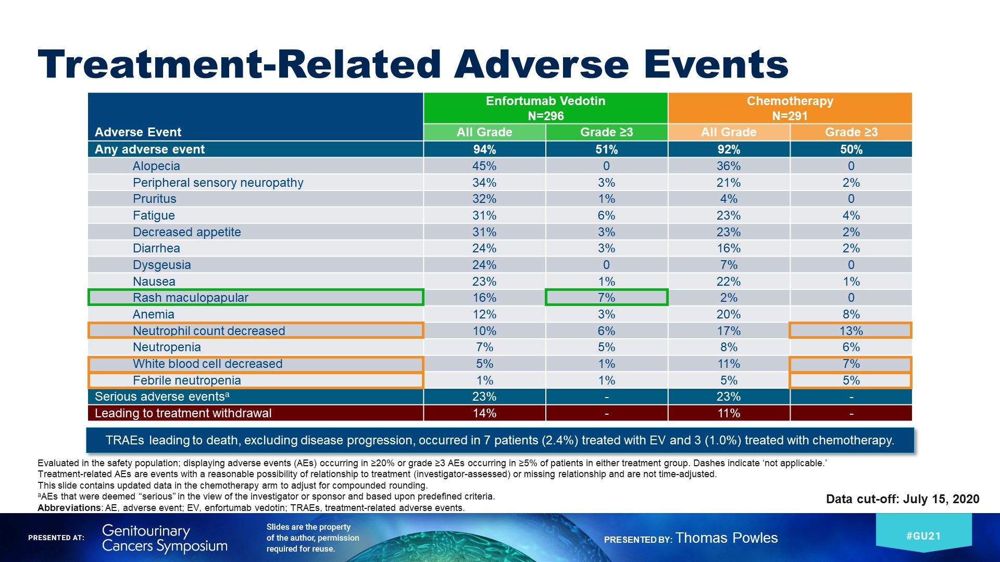 Treatment-Related Adverse Events
Enfortumab Vedotin Chemotherapy
N=296 N=291
Adverse Event All Grade Grade ≥3 All Grade Grade ≥3
Any adverse event 94% 51% 92% 50%
Alopecia 45% 0 36% 0
Peripheral sensory neuropathy 34% 3% 21% 2%
Pruritus 32% 1% 4% 0
Fatigue 31% 6% 23% 4%
Decreased appetite 31% 3% 23% 2%
Diarrhea 24% 3% 16% 2%
Dysgeusia 24% 0 7% 0
Nausea 23% 1% 22% 1%
Rash maculopapular 16% 7% 2% 0
Anemia 12% 3% 20% 8%
Neutrophil count decreased 10% 6% 17% 13%
Neutropenia 7% 5% 8% 6%
White blood cell decreased 5% 1% 11% 7%
Febrile neutropenia 1% 1% 5% 5%
Serious adverse eventsᵃ 23% - 23% -
Leading to treatment withdrawal 14% - 11% -
TRAEs leading to death, excluding disease progression, occurred in 7 patients (2.4%) treated with EV and 3 (1.0%) treated with chemotherapy.
Evaluated in the safety population; displaying adverse events (AEs) occurring in ≥20% or grade ≥3 AEs occurring in ≥5% of patients in either treatment group. Dashes indicate ‘not applicable.’
Treatment-related AEs are events with a reasonable possibility of relationship to treatment (investigator-assessed) or missing relationship and are not time-adjusted.
This slide contains updated data in the chemotherapy arm to adjust for compounded rounding.
ᵃAEs that were deemed “serious” in the view of the investigator or sponsor and based upon predefined criteria.
Abbreviations: AE, adverse event; EV, enfortumab vedotin; TRAEs, treatment-related adverse events.
Data cut-off: July 15, 2020
PRESENTED AT:
Genitourinary
Cancers Symposium
Slides are the property
of the author, permission
required for reuse.
PRESENTED BY: Thomas Powles
#GU21